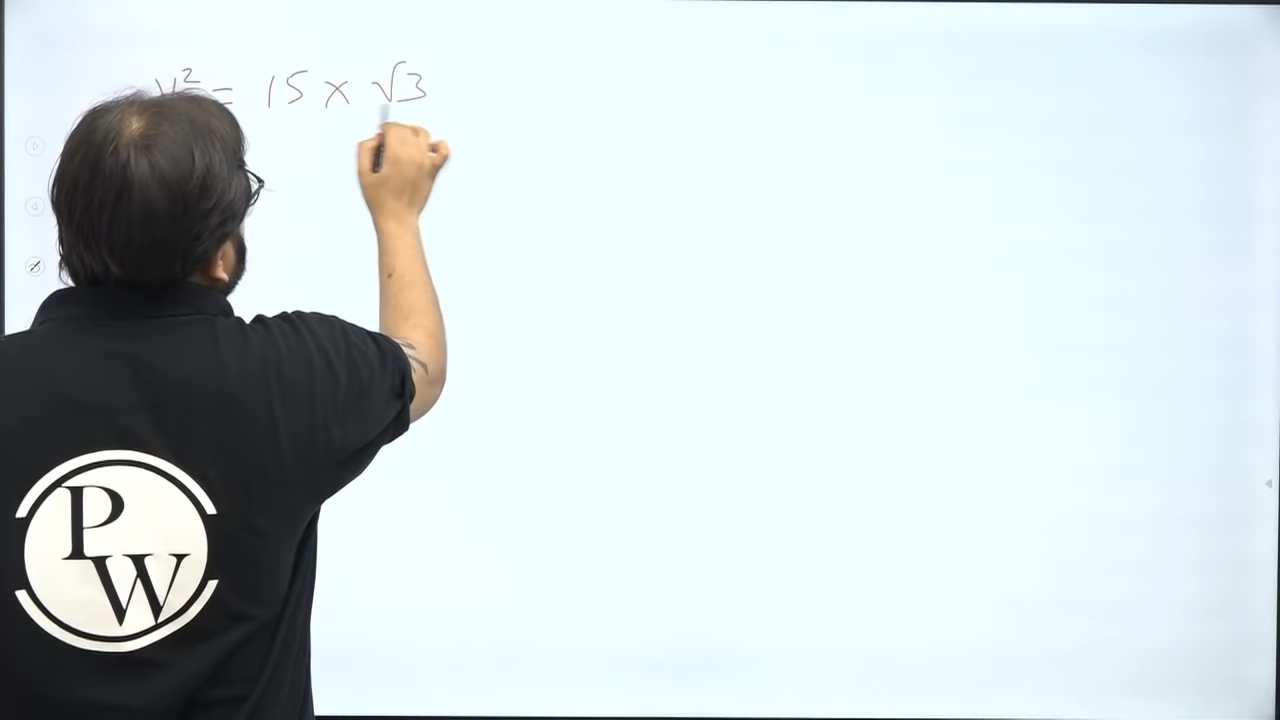 v² = 15 × √3
PW